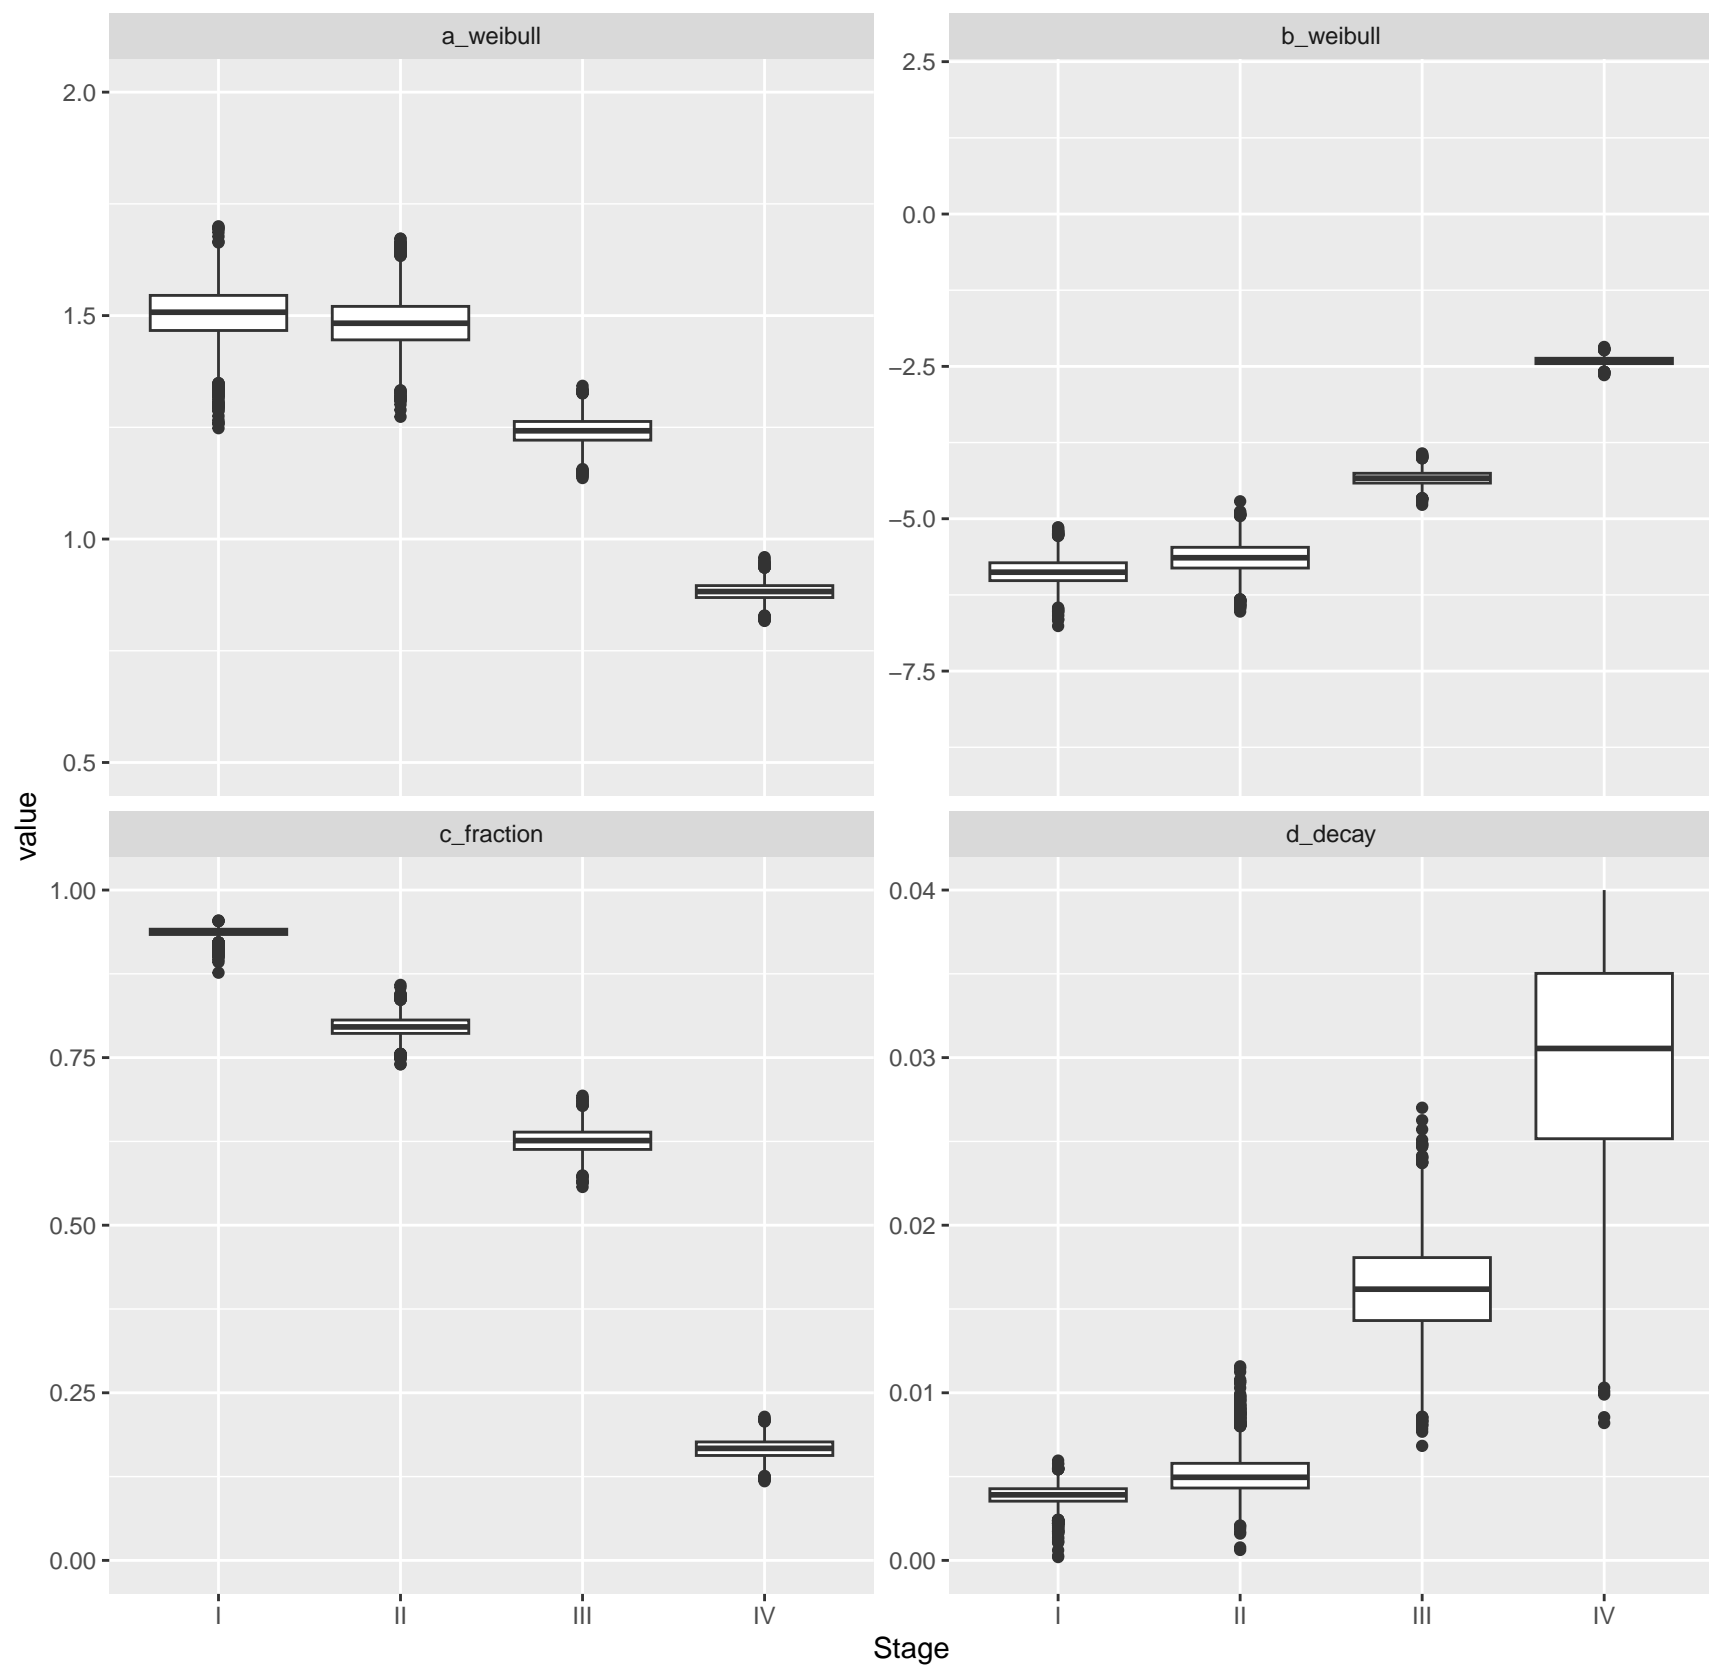 a_weibull
b_weibull
2.0
1.5
1.0
0.5
2.5
0.0
−2.5
−5.0
−7.5
value
c_fraction
d_decay
1.00
0.75
0.50
0.25
0.00
0.04
0.03
0.02
0.01
0.00
I II III IV
I II III IV
Stage